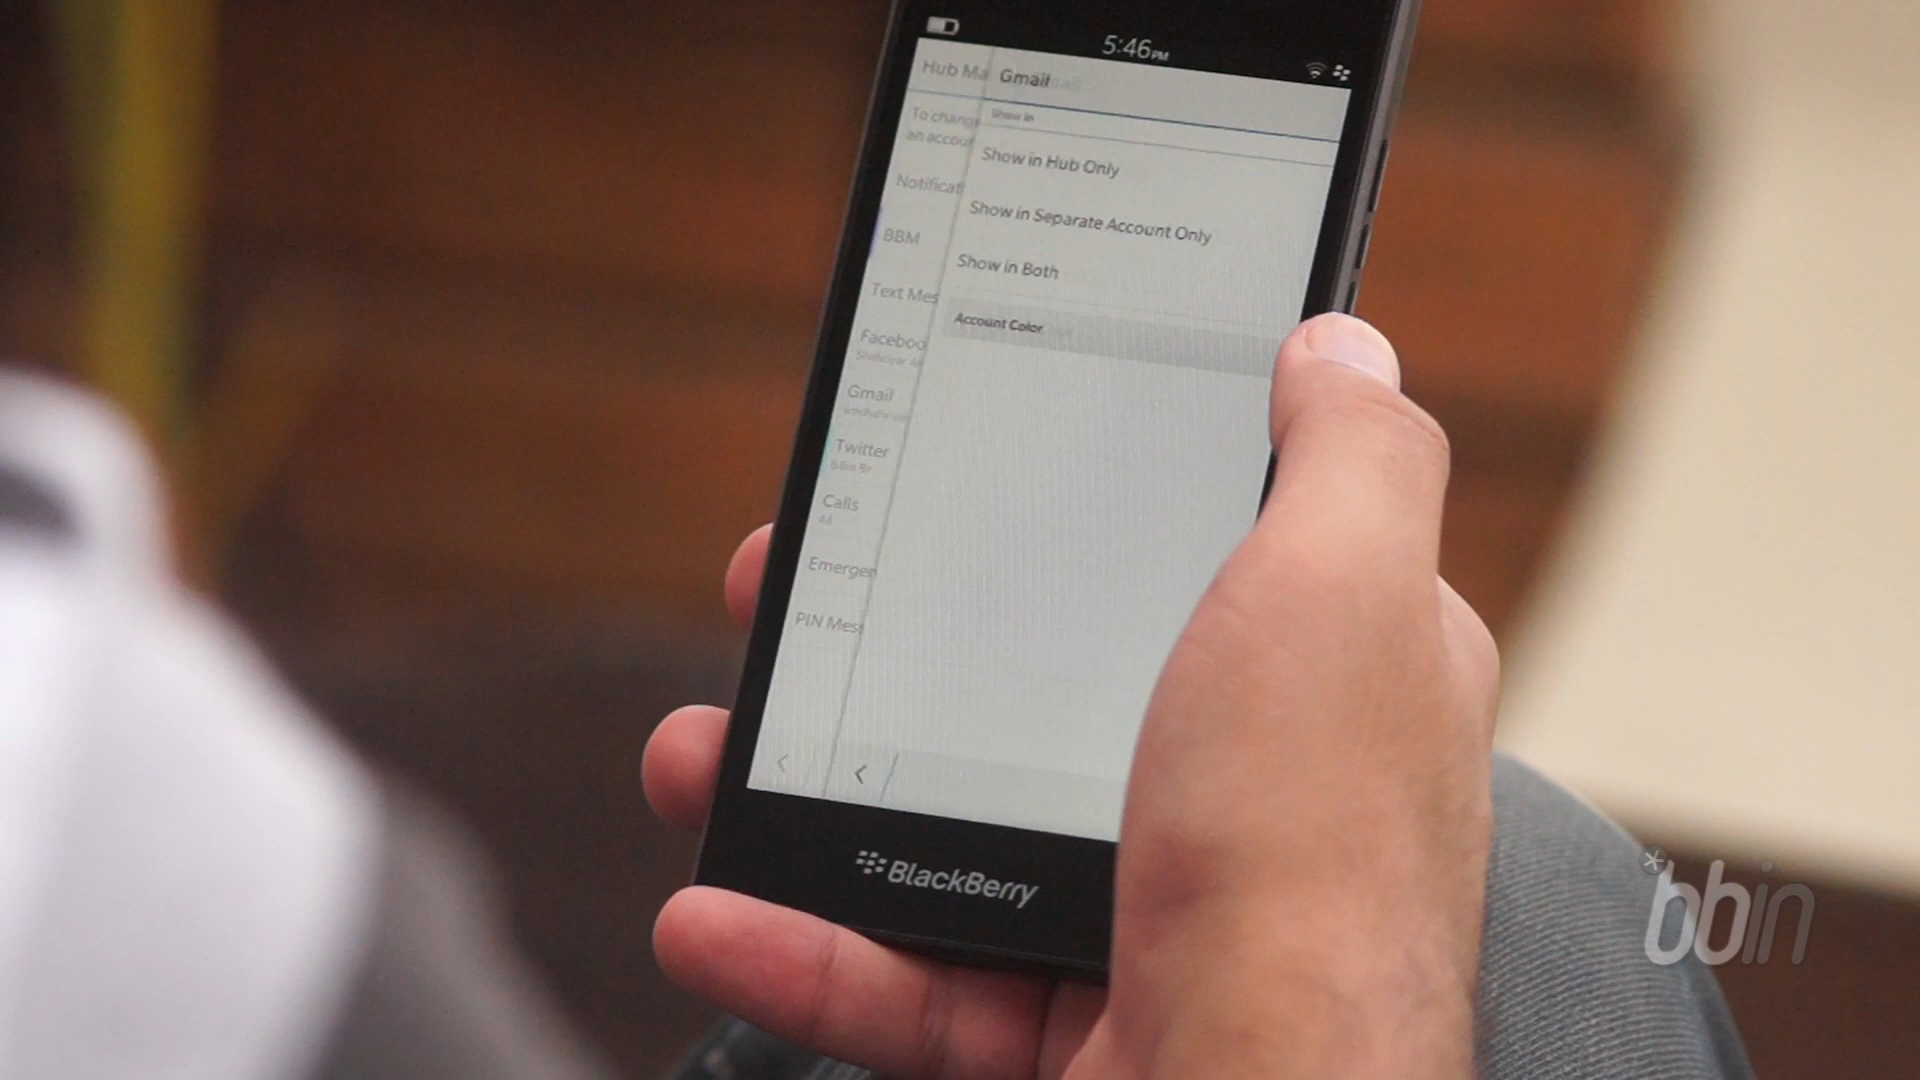 5:46PM
Hub Ma
Gmail
Show in
To chang
an accoun
Show in Hub Only
Notificat
Show in Separate Account Only
BBM
Show in Both
Text Mes
Account Color
Faceboo
Gmail
Twitter
Calls
All
Emergen
PIN Mess
BlackBerry
bbin